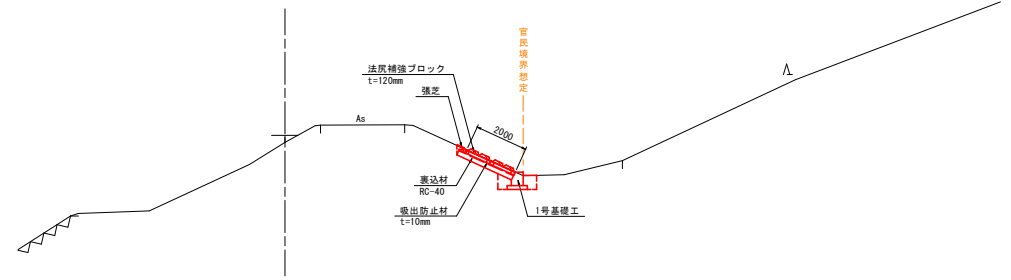 官民境界想定
法尻補強ブロック
t=120mm
張芝
As
2000
裏込材
RC-40
吸出防止材
t=10mm
1号基礎工